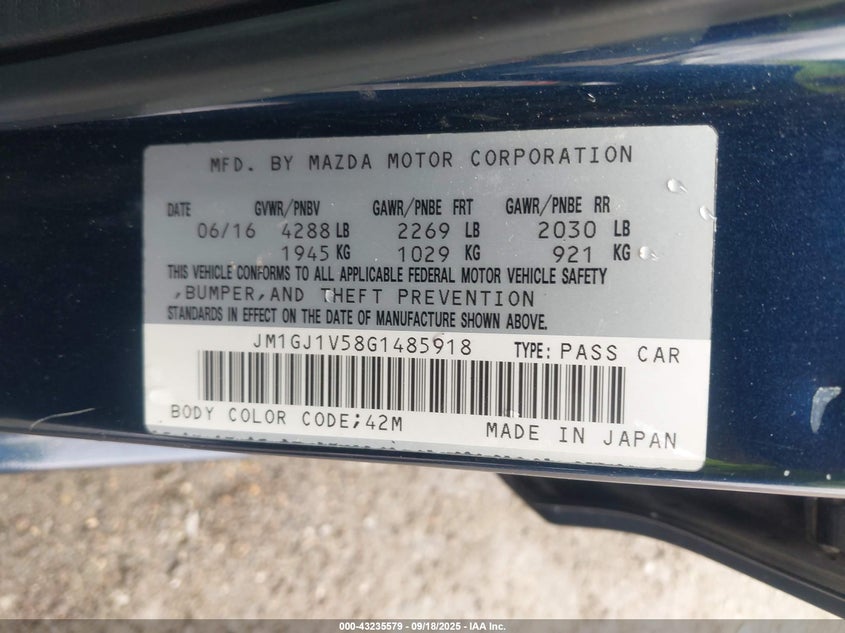 MFD. BY MAZDA MOTOR CORPORATION
DATE GVWR/PNBV GAWR/PNBE FRT GAWR/PNBE RR
06/16 4288 LB 2269 LB 2030 LB
1945 KG 1029 KG 921 KG
THIS VEHICLE CONFORMS TO ALL APPLICABLE FEDERAL MOTOR VEHICLE SAFETY
,BUMPER,AND THEFT PREVENTION
STANDARDS IN EFFECT ON THE DATE OF MANUFACTURE SHOWN ABOVE.
JM1GJ1V58G1485918 TYPE: PASS CAR
BODY COLOR CODE;42M
MADE IN JAPAN
000-43235579 - 09/18/2025 - IAA Inc.